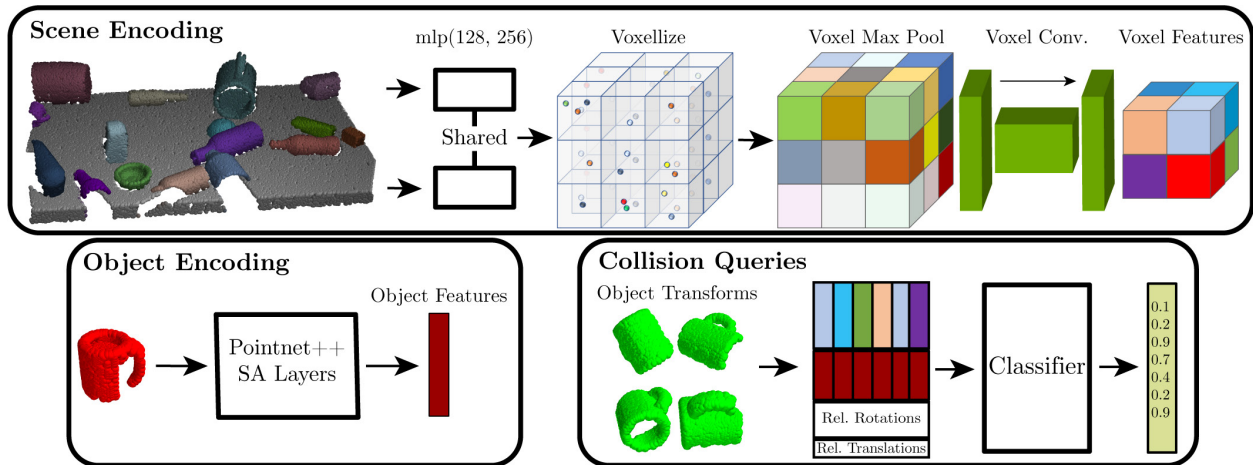 Scene Encoding
mlp(128, 256)
Voxellize
Voxel Max Pool
Voxel Conv.
Voxel Features
Shared
Object Encoding
Object Features
Pointnet++
SA Layers
Collision Queries
Object Transforms
Rel. Rotations
Rel. Translations
Classifier
0.1
0.2
0.9
0.7
0.4
0.2
0.9